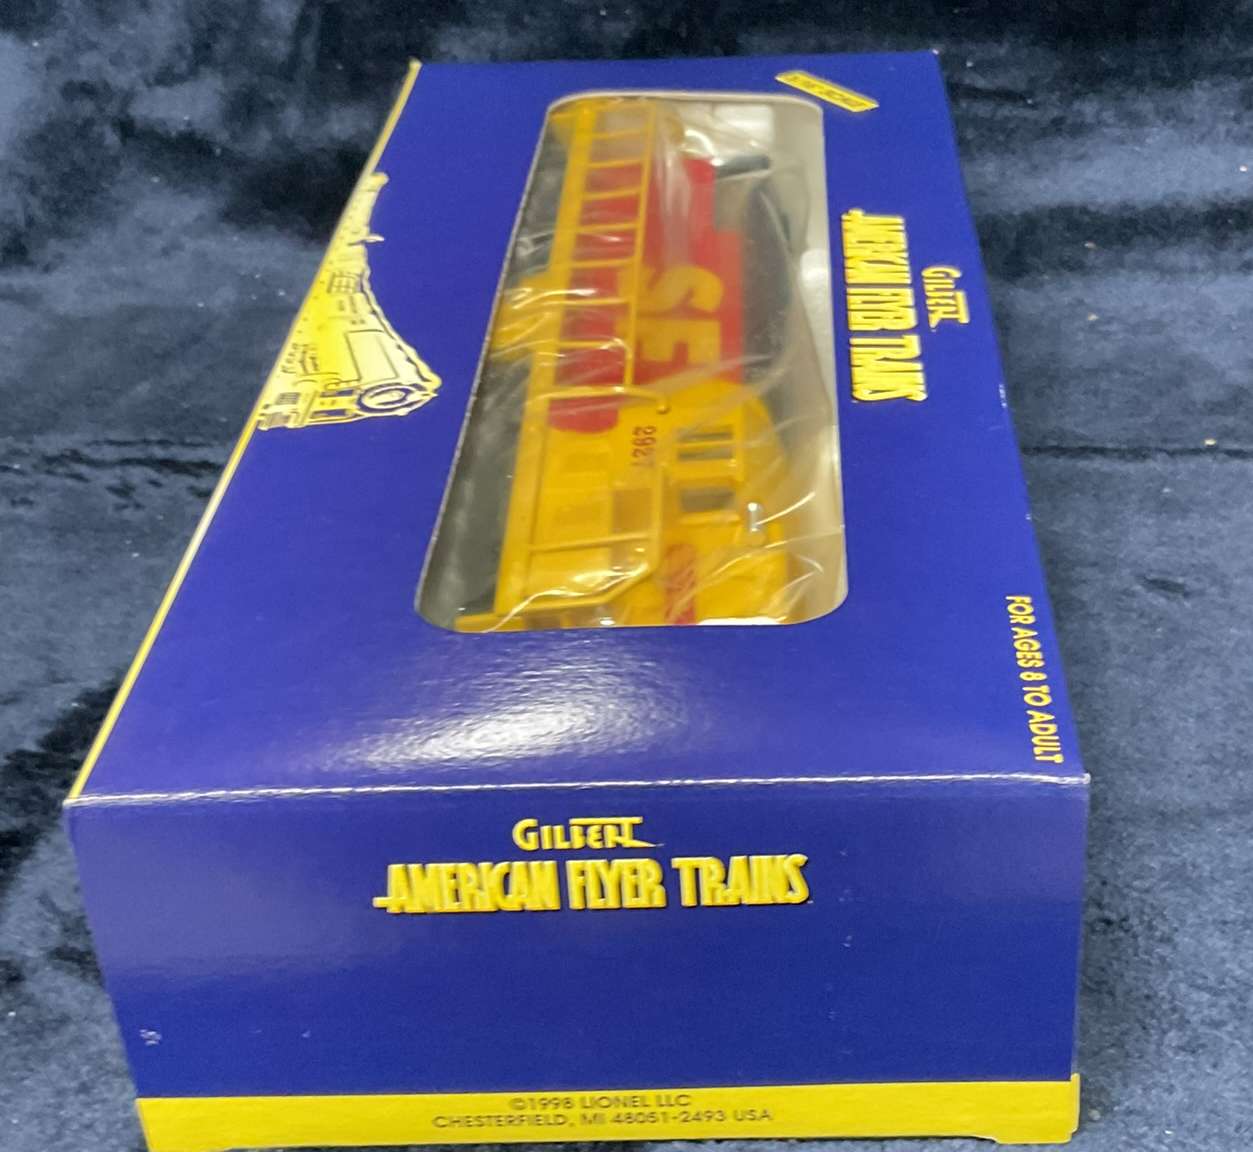 GILBERT
AMERICAN FLYER TRAINS
FOR AGES 8 TO ADULT
SF
2927
GILBERT
AMERICAN FLYER TRAINS
©1998 LIONEL LLC
CHESTERFIELD, MI 48051-2493 USA